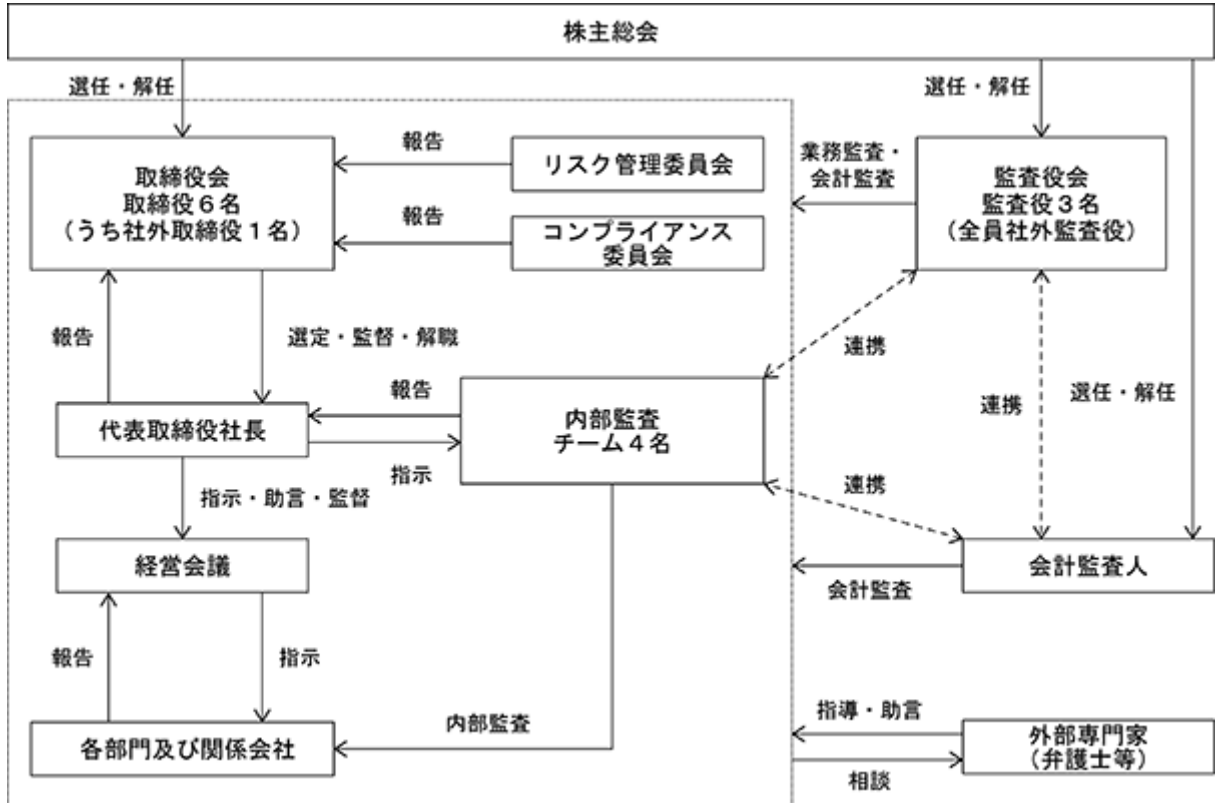 株主総会
選任・解任
選任・解任
報告
リスク管理委員会
業務監査・
会計監査
取締役会
取締役６名
（うち社外取締役１名）
監査役会
監査役３名
（全員社外監査役）
報告
コンプライアンス
委員会
報告
選定・監督・解職
連携
報告
内部監査
チーム４名
連携
選任・解任
代表取締役社長
指示
指示・助言・監督
連携
経営会議
会計監査人
会計監査
報告
指示
内部監査
指導・助言
各部門及び関係会社
外部専門家
（弁護士等）
相談